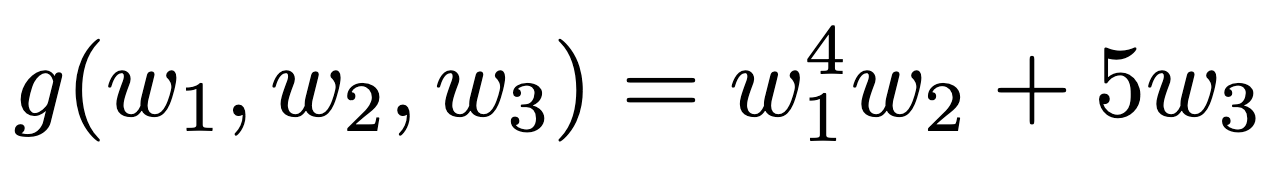 g(w₁, w₂, w₃) = w₁⁴w₂ + 5w₃